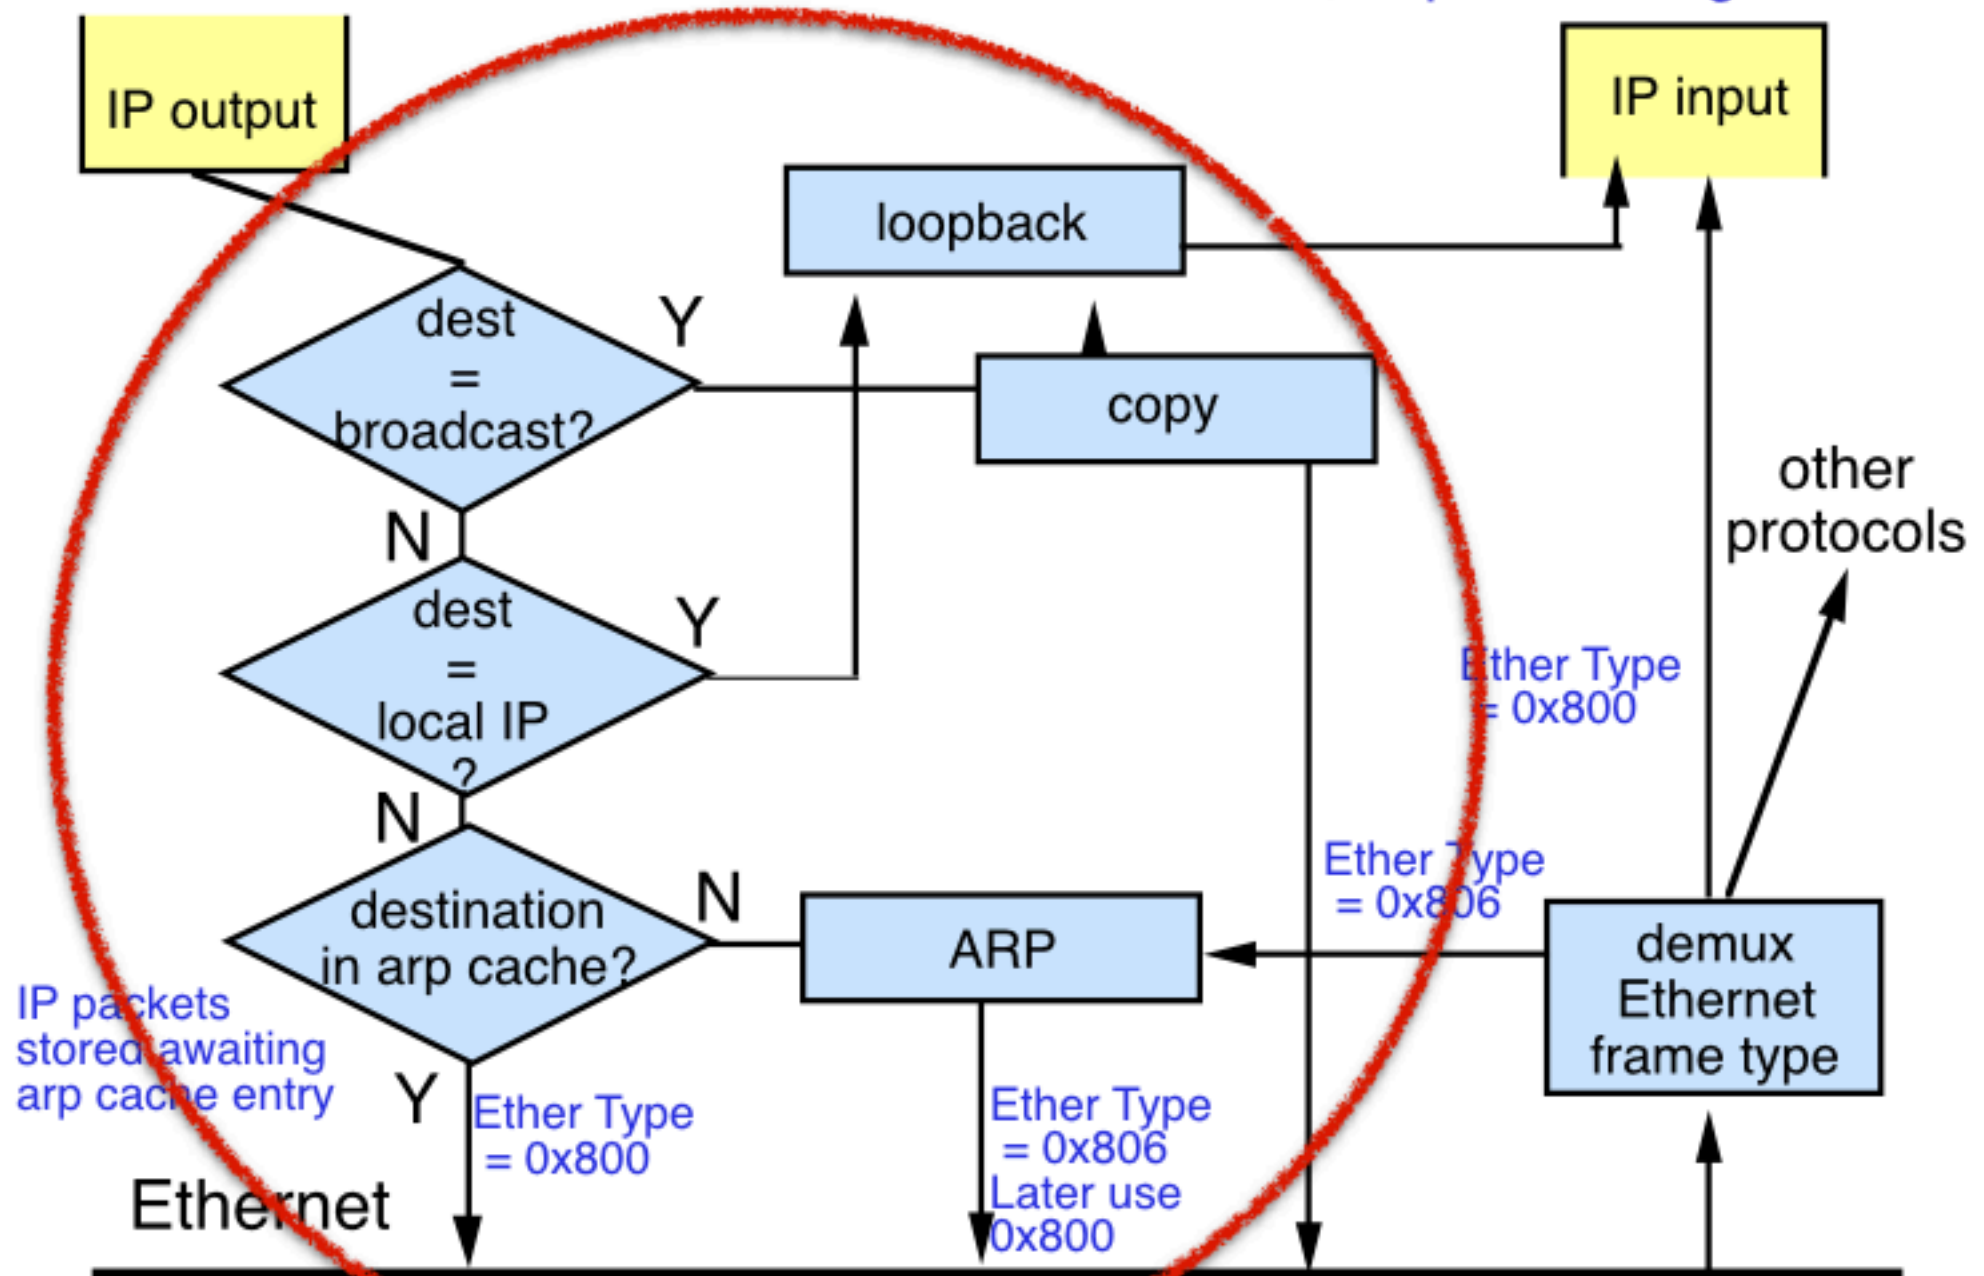 IP output
IP input
loopback
dest
=
broadcast?
Y
copy
other
protocols
N
dest
=
local IP
?
Y
Ether Type
= 0x800
N
destination
in arp cache?
N
ARP
Ether Type
= 0x806
demux
Ethernet
frame type
IP packets
stored awaiting
arp cache entry
Y
Ether Type
= 0x800
Ether Type
= 0x806
Later use
0x800
Ethernet